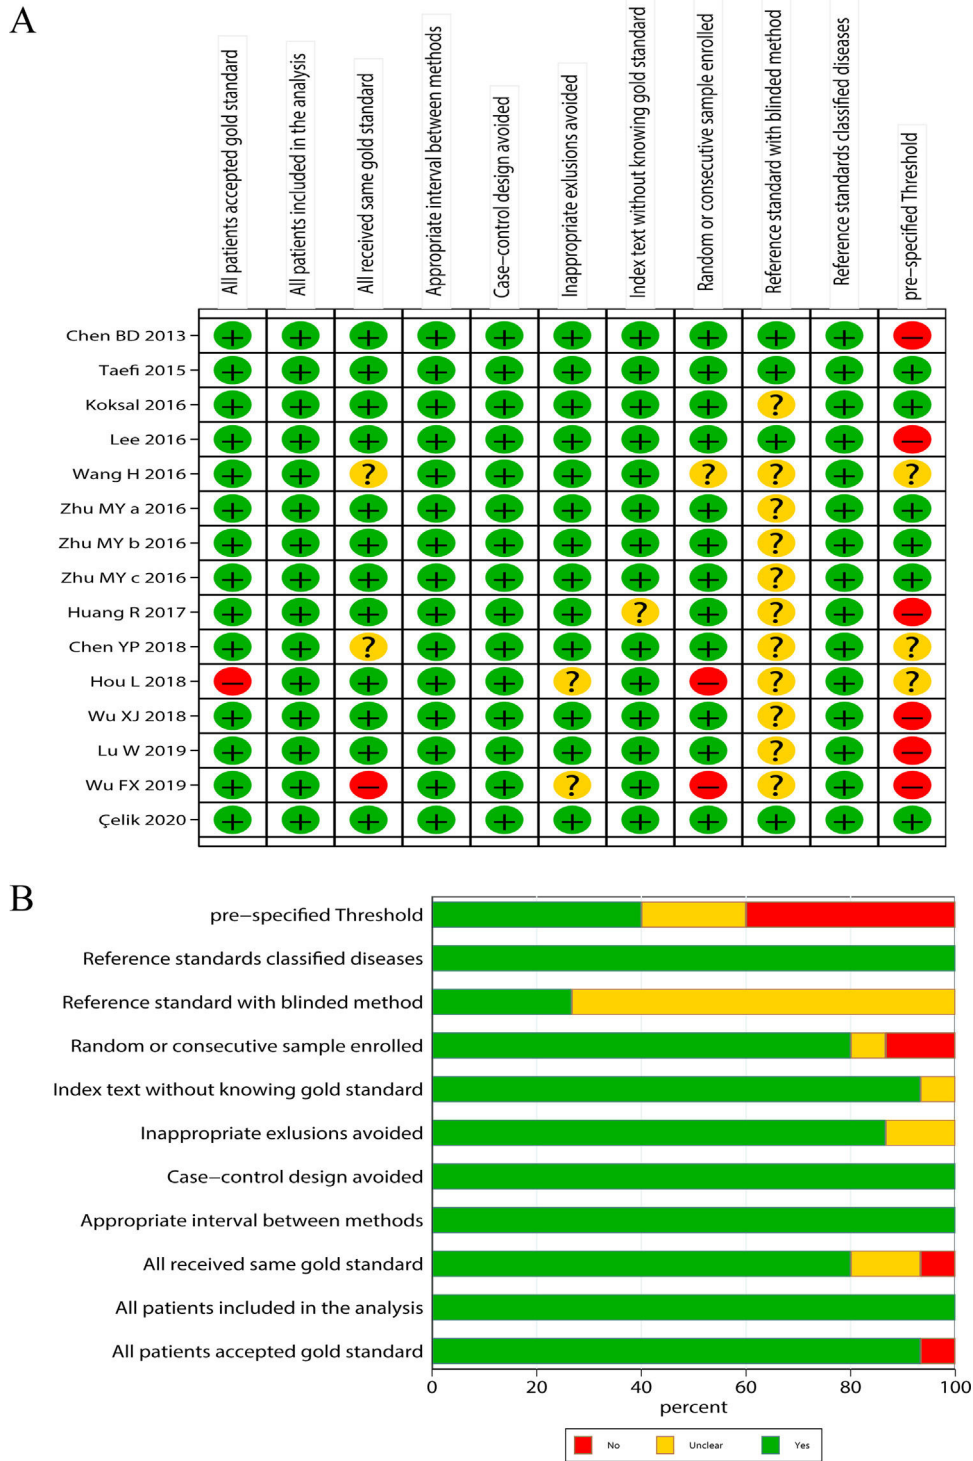 A
All patients accepted gold standard
All patients included in the analysis
All received same gold standard
Appropriate interval between methods
Case−control design avoided
Inappropriate exlusions avoided
Index text without knowing gold standard
Random or consecutive sample enrolled
Reference standard with blinded method
Reference standards classified diseases
pre−specified Threshold
Chen BD 2013 + + + + + + + + + + −
Taefi 2015 + + + + + + + + + + +
Koksal 2016 + + + + + + + + ? + +
Lee 2016 + + + + + + + + + + −
Wang H 2016 + + ? + + + + ? ? + ?
Zhu MY a 2016 + + + + + + + + ? + +
Zhu MY b 2016 + + + + + + + + ? + +
Zhu MY c 2016 + + + + + + + + ? + +
Huang R 2017 + + + + + + ? + ? + −
Chen YP 2018 + + ? + + + + + ? + ?
Hou L 2018 − + + + + ? + − ? + ?
Wu XJ 2018 + + + + + + + + ? + −
Lu W 2019 + + + + + + + + ? + −
Wu FX 2019 + + − + + ? + − ? + −
Çelik 2020 + + + + + + + + + + +
B
pre−specified Threshold
Reference standards classified diseases
Reference standard with blinded method
Random or consecutive sample enrolled
Index text without knowing gold standard
Inappropriate exlusions avoided
Case−control design avoided
Appropriate interval between methods
All received same gold standard
All patients included in the analysis
All patients accepted gold standard
0 20 40 60 80 100
percent
No Unclear Yes